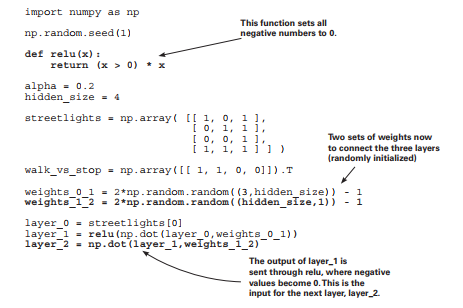 import numpy as np
np.random.seed(1)
This function sets all
negative numbers to 0.
def relu(x):
    return (x > 0) * x
alpha = 0.2
hidden_size = 4
streetlights = np.array( [[ 1, 0, 1 ],
                          [ 0, 1, 1 ],
                          [ 0, 0, 1 ],
                          [ 1, 1, 1 ] ] )
Two sets of weights now
to connect the three layers
(randomly initialized)
walk_vs_stop = np.array([[ 1, 1, 0, 0]]).T
weights_0_1 = 2*np.random.random((3,hidden_size)) - 1
weights_1_2 = 2*np.random.random((hidden_size,1)) - 1
layer_0 = streetlights[0]
layer_1 = relu(np.dot(layer_0,weights_0_1))
layer_2 = np.dot(layer_1,weights_1_2)
The output of layer_1 is
sent through relu, where negative
values become 0. This is the
input for the next layer, layer_2.